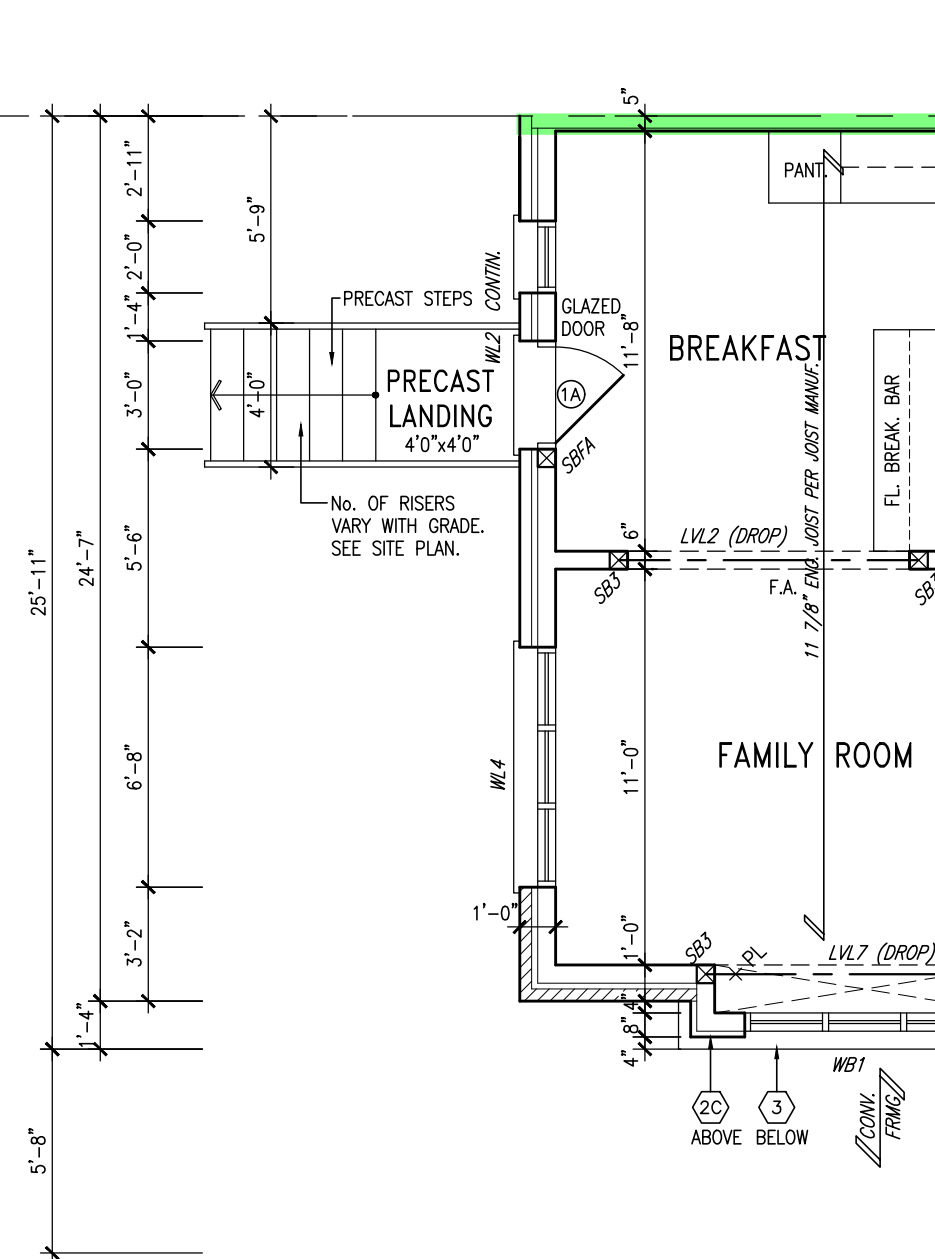 5"
2'-11"
PANT.
5'-9"
2'-0"
CONTIN.
PRECAST STEPS
GLAZED
DOOR
1'-4"
WL2
11'-8"
BREAKFAST
3'-0"
4'-0"
PRECAST
LANDING
4'0"x4'0"
1A
FL. BREAK. BAR
SBFA
No. OF RISERS
VARY WITH GRADE.
SEE SITE PLAN.
5'-6"
24'-7"
25'-11"
6"
LVL2 (DROP)
SB3
F.A.
SB3
11 7/8" ENG. JOIST PER JOIST MANUF.
FAMILY ROOM
6'-8"
WL4
11'-0"
3'-2"
1'-0"
1'-0"
SB3
PL
LVL7 (DROP)
1'-4"
4"
8"
4"
WB1
2C
3
ABOVE
BELOW
CONV.
FRMG
5'-8"